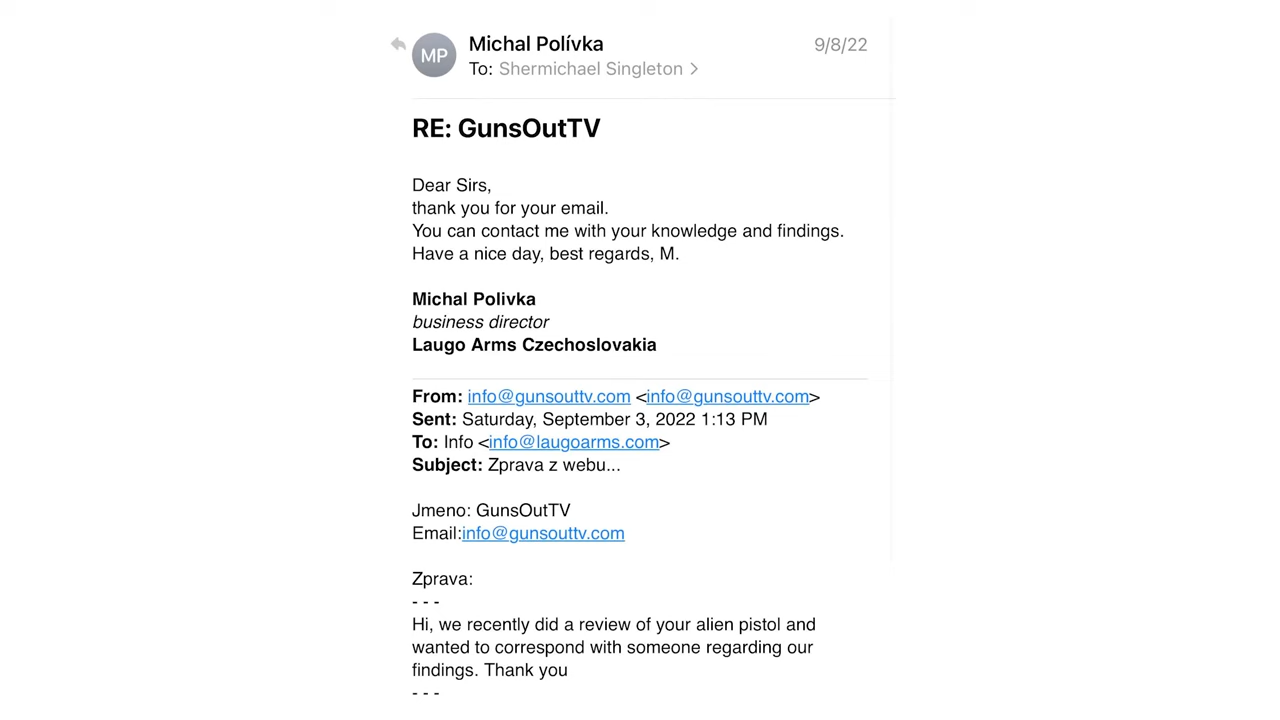 MP
Michal Polívka
9/8/22
To: Shermichael Singleton >
RE: GunsOutTV
Dear Sirs,
thank you for your email.
You can contact me with your knowledge and findings.
Have a nice day, best regards, M.
Michal Polivka
business director
Laugo Arms Czechoslovakia
From: info@gunsouttv.com <info@gunsouttv.com>
Sent: Saturday, September 3, 2022 1:13 PM
To: Info <info@laugoarms.com>
Subject: Zprava z webu...
Jmeno: GunsOutTV
Email:info@gunsouttv.com
Zprava:
- - -
Hi, we recently did a review of your alien pistol and
wanted to correspond with someone regarding our
findings. Thank you
- - -